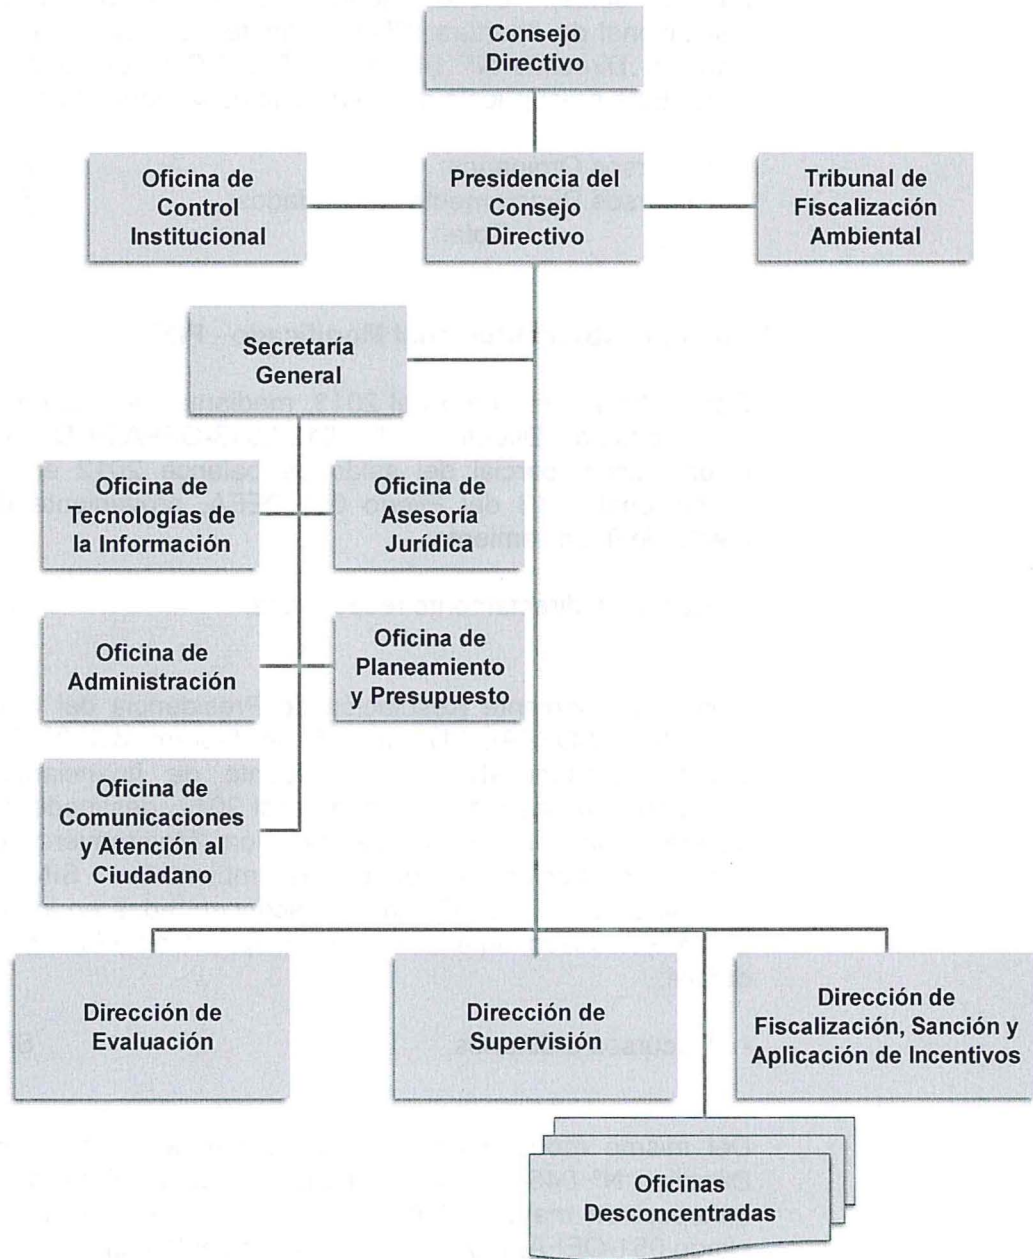 Consejo
Directivo
Oficina de
Control
Institucional
Presidencia del
Consejo
Directivo
Tribunal de
Fiscalización
Ambiental
Secretaría
General
Oficina de
Tecnologías de
la Información
Oficina de
Asesoría
Jurídica
Oficina de
Administración
Oficina de
Planeamiento
y Presupuesto
Oficina de
Comunicaciones
y Atención al
Ciudadano
Dirección de
Evaluación
Dirección de
Supervisión
Dirección de
Fiscalización, Sanción y
Aplicación de Incentivos
Oficinas
Desconcentradas